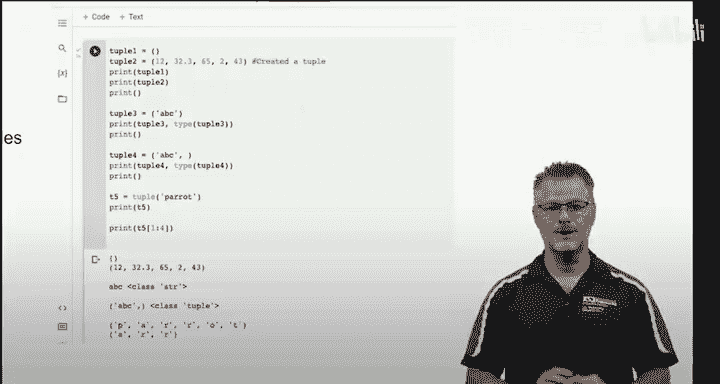 + Code + Text
tuple1 = ()
tuple2 = (12, 32.3, 65, 2, 43) #Created a tuple
print(tuple1)
print(tuple2)
print()
tuple3 = ('abc')
print(tuple3, type(tuple3))
print()
tuple4 = ('abc', )
print(tuple4, type(tuple4))
print()
t5 = tuple('parrot')
print(t5)
print(t5[1:4])
es
{x}
()
(12, 32.3, 65, 2, 43)
abc <class 'str'>
('abc',) <class 'tuple'>
('p', 'a', 'r', 'r', 'o', 't')
('a', 'r', 'r')